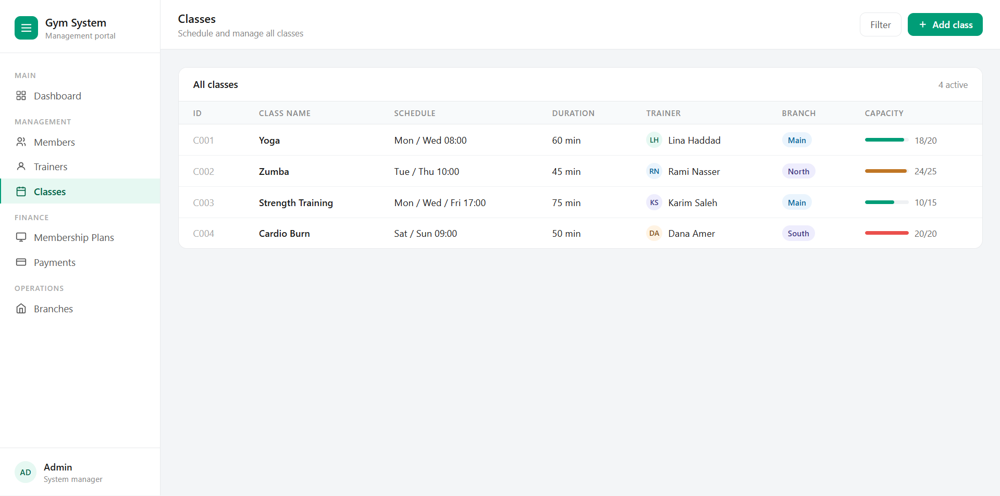 Gym System
Management portal
MAIN
Dashboard
MANAGEMENT
Members
Trainers
Classes
FINANCE
Membership Plans
Payments
OPERATIONS
Branches
AD
Admin
System manager
Classes
Schedule and manage all classes
Filter
+ Add class
All classes
4 active
ID CLASS NAME SCHEDULE DURATION TRAINER BRANCH CAPACITY
C001 Yoga Mon / Wed 08:00 60 min LH Lina Haddad Main 18/20
C002 Zumba Tue / Thu 10:00 45 min RN Rami Nasser North 24/25
C003 Strength Training Mon / Wed / Fri 17:00 75 min KS Karim Saleh Main 10/15
C004 Cardio Burn Sat / Sun 09:00 50 min DA Dana Amer South 20/20